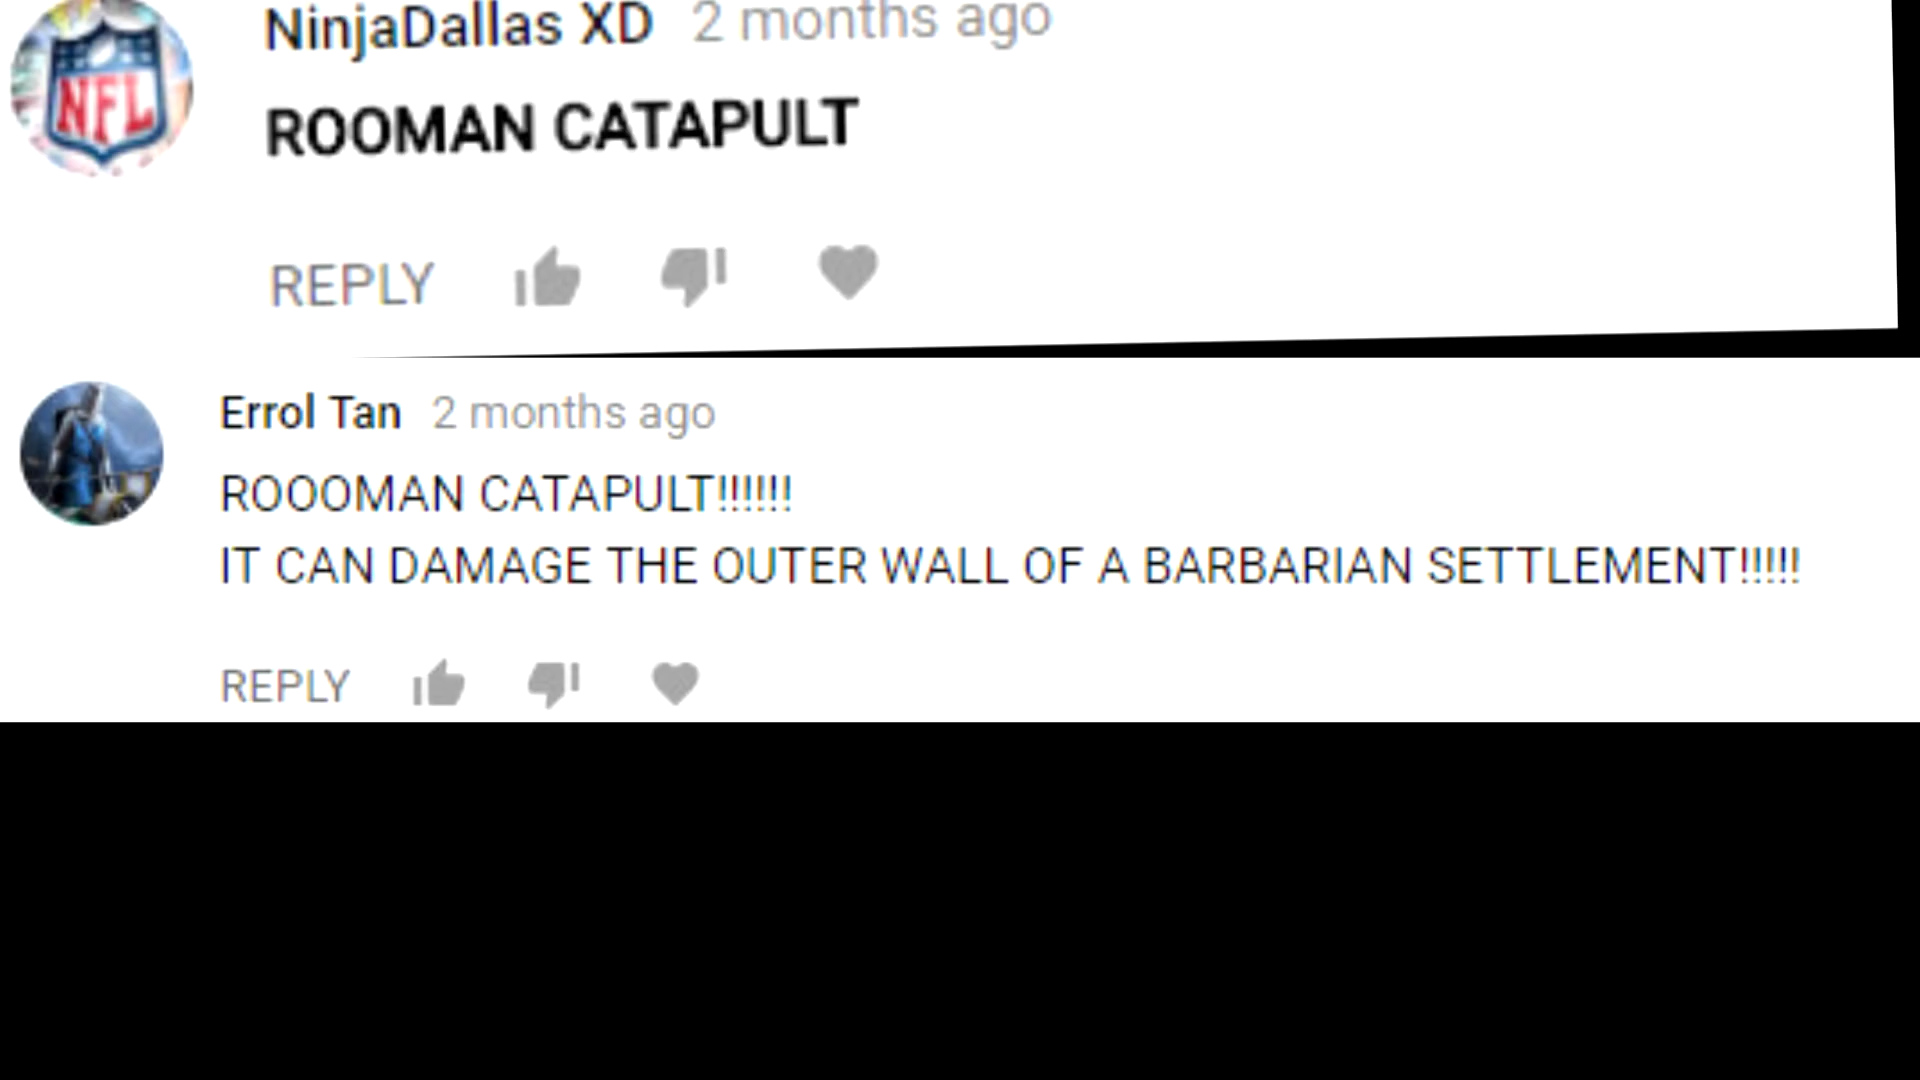 NinjaDallas XD 2 months ago
NFL
ROOMAN CATAPULT
REPLY
Errol Tan 2 months ago
ROOOMAN CATAPULT!!!!!!
IT CAN DAMAGE THE OUTER WALL OF A BARBARIAN SETTLEMENT!!!!!
REPLY